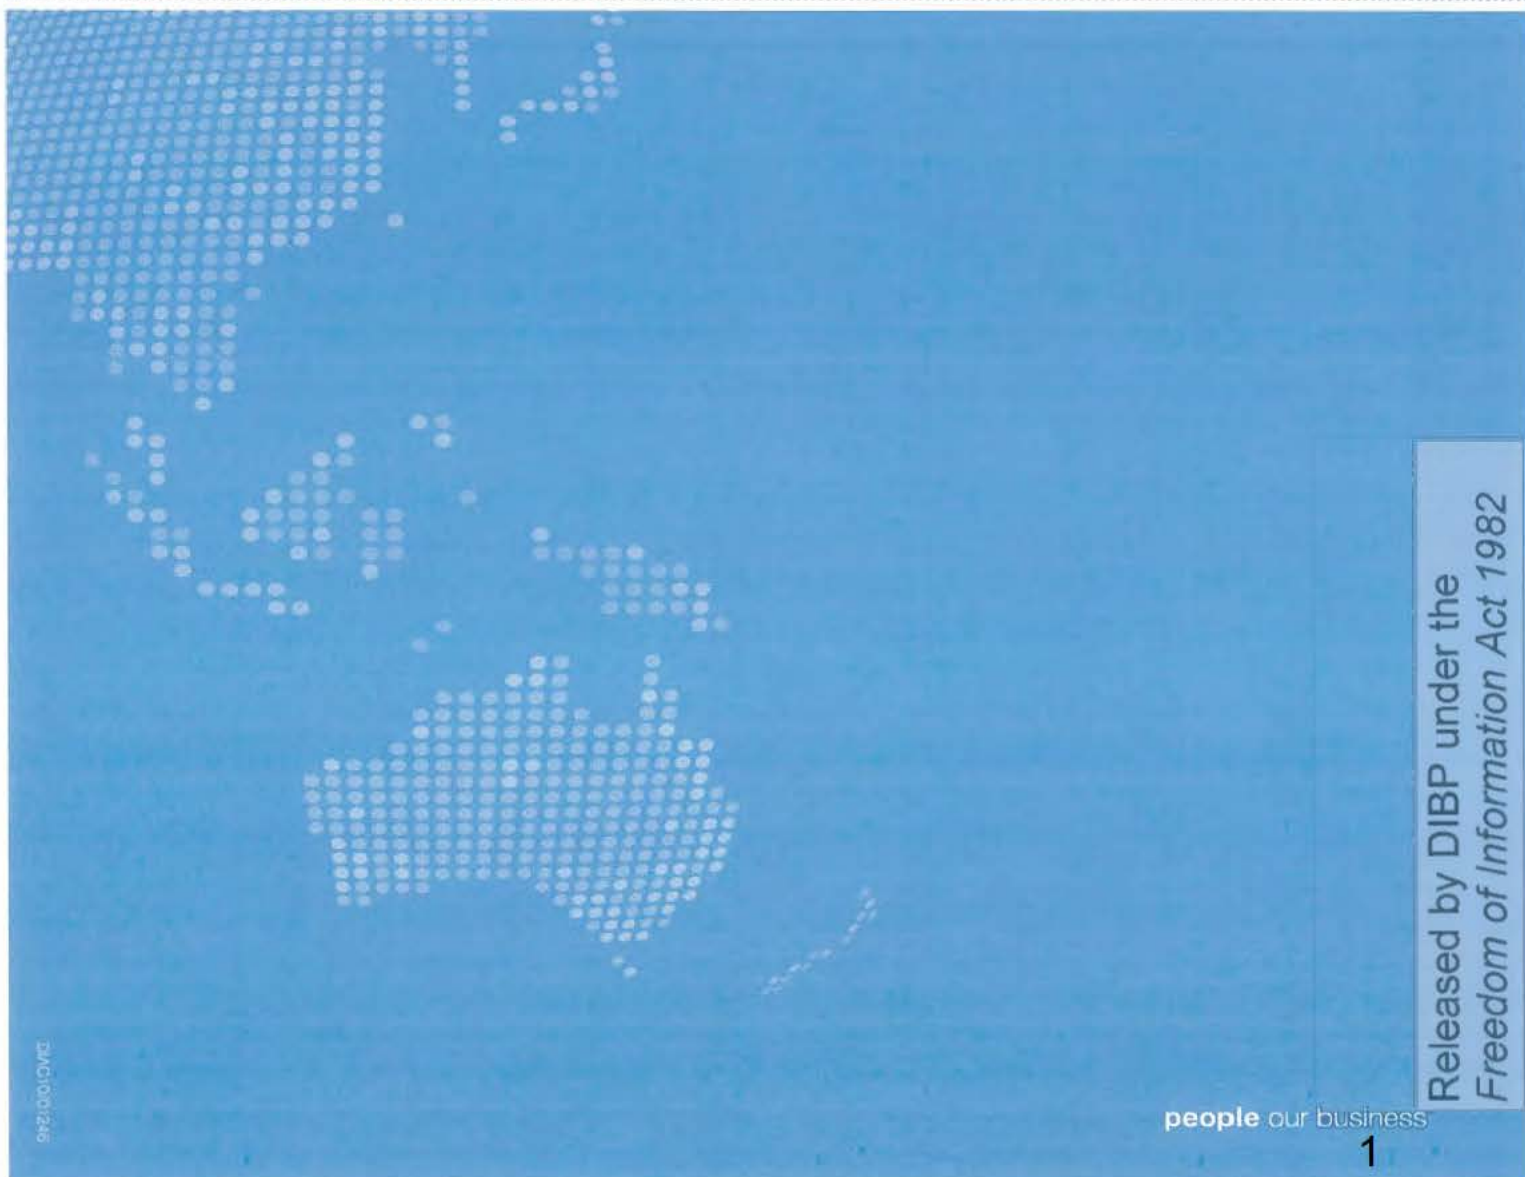 Released by DIBP under the
Freedom of Information Act 1982
people our business
1